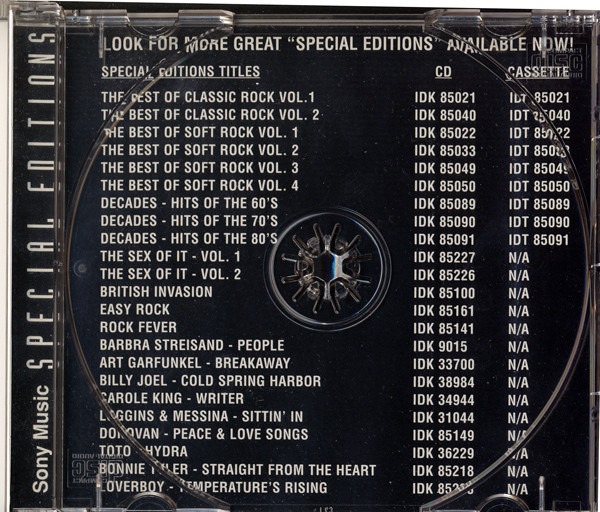 LOOK FOR MORE GREAT "SPECIAL EDITIONS" AVAILABLE NOW!
SPECIAL EDITIONS TITLES CD CASSETTE
THE BEST OF CLASSIC ROCK VOL.1 IDK 85021 IDT 85021
THE BEST OF CLASSIC ROCK VOL. 2 IDK 85040 IDT 85040
THE BEST OF SOFT ROCK VOL. 1 IDK 85022 IDT 85022
THE BEST OF SOFT ROCK VOL. 2 IDK 85033 IDT
THE BEST OF SOFT ROCK VOL. 3 IDK 85049 IDT 85049
THE BEST OF SOFT ROCK VOL. 4 IDK 85050 IDT 85050
DECADES - HITS OF THE 60'S IDK 85089 IDT 85089
DECADES - HITS OF THE 70'S IDK 85090 IDT 85090
DECADES - HITS OF THE 80'S IDK 85091 IDT 85091
THE SEX OF IT - VOL. 1 IDK 85227 N/A
THE SEX OF IT - VOL. 2 IDK 85226 N/A
BRITISH INVASION IDK 85100 N/A
EASY ROCK IDK 85161 N/A
ROCK FEVER IDK 85141 N/A
BARBRA STREISAND - PEOPLE IDK 9015 N/A
ART GARFUNKEL - BREAKAWAY IDK 33700 N/A
BILLY JOEL - COLD SPRING HARBOR IDK 38984 N/A
CAROLE KING - WRITER IDK 34944 N/A
LOGGINS & MESSINA - SITTIN' IN IDK 31044 N/A
DONOVAN - PEACE & LOVE SONGS IDK 85149 N/A
TOTO - HYDRA IDK 36229 N/A
BONNIE TYLER - STRAIGHT FROM THE HEART IDK 85218 N/A
LOVERBOY - TEMPERATURE'S RISING IDK N/A
Sony Music SPECIAL EDITIONS
COMPACT
disc
DIGITAL AUDIO